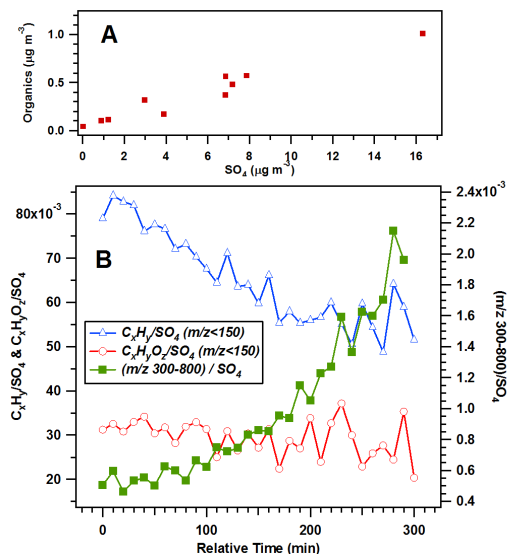 A
Organics (µg m⁻³)
1.0
0.5
0.0
0 2 4 6 8 10 12 14 16
SO₄ (µg m⁻³)
B
CₓHᵧ/SO₄ & CₓHᵧO₂/SO₄
80x10⁻³
70
60
50
40
30
20
CₓHᵧ/SO₄ (m/z<150)
CₓHᵧO₂/SO₄ (m/z<150)
(m/z 300-800) / SO₄
2.4x10⁻³
2.2
2.0
1.8
1.6
1.4
1.2
1.0
0.8
0.6
0.4
(m/z 300-800)/SO₄
0 100 200 300
Relative Time (min)